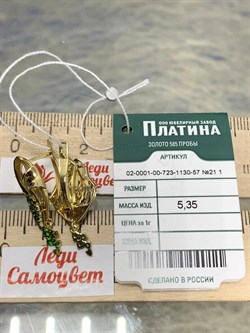 ООО ЮВЕЛИРНЫЙ ЗАВОД
ПЛАТИНА
ЗОЛОТО 585 ПРОБЫ
АРТИКУЛ
02-0001-00-723-1130-57 №21 1
РАЗМЕР
МАССА ИЗД. 5,35
ЦЕНА за 1г
СДЕЛАНО В РОССИИ
Леди
Самоцвет
Леди
Самоцвет